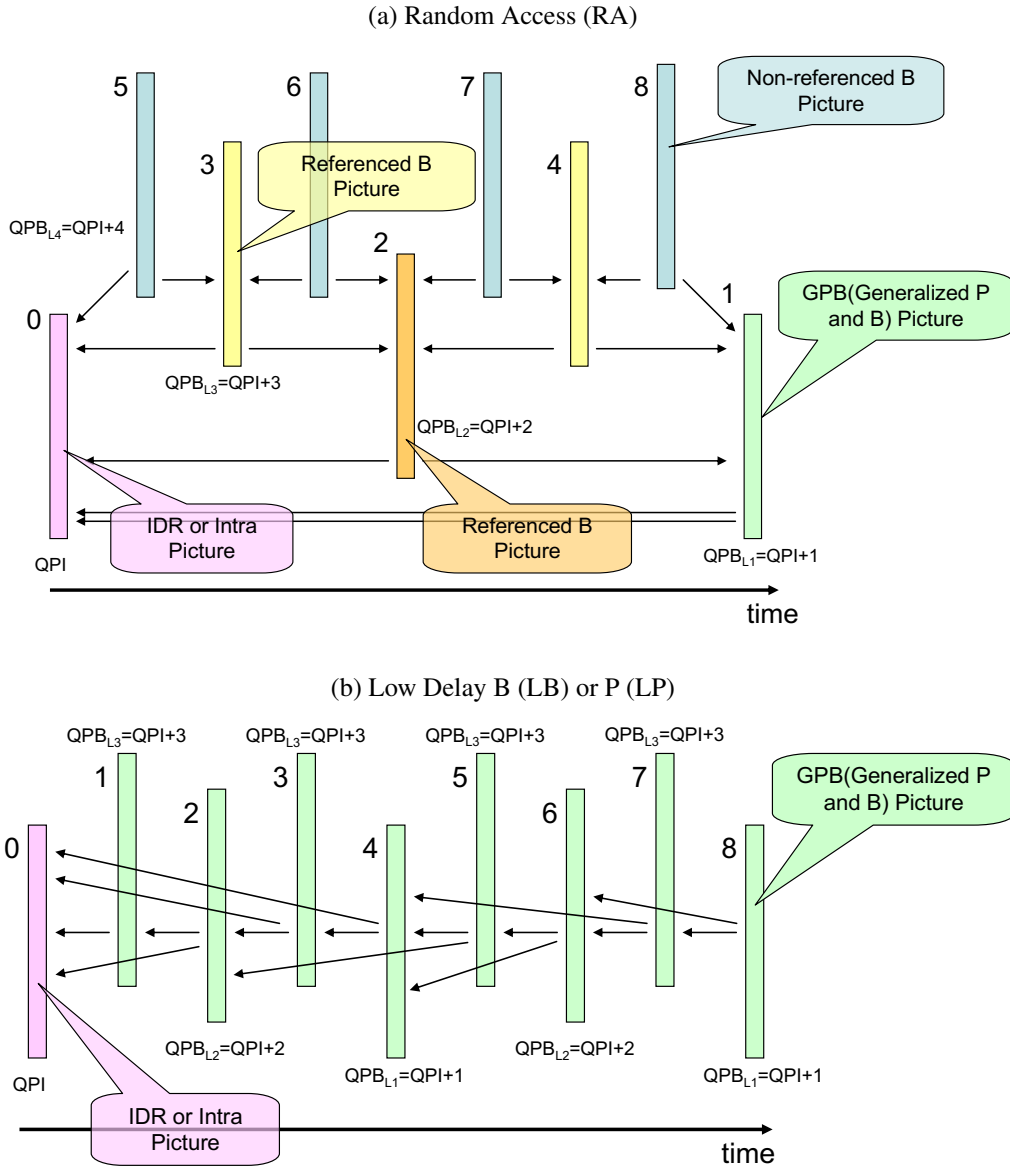 (a) Random Access (RA)
5
6
7
8
Non-referenced B
Picture
3
Referenced B
Picture
4
QPB_L4=QPI+4
2
0
1
GPB(Generalized P
and B) Picture
QPB_L3=QPI+3
QPB_L2=QPI+2
IDR or Intra
Picture
Referenced B
Picture
QPI
QPB_L1=QPI+1
time
(b) Low Delay B (LB) or P (LP)
QPB_L3=QPI+3
QPB_L3=QPI+3
QPB_L3=QPI+3
QPB_L3=QPI+3
1
3
5
7
GPB(Generalized P
and B) Picture
2
6
0
4
8
QPB_L2=QPI+2
QPB_L2=QPI+2
QPI
QPB_L1=QPI+1
QPB_L1=QPI+1
IDR or Intra
Picture
time